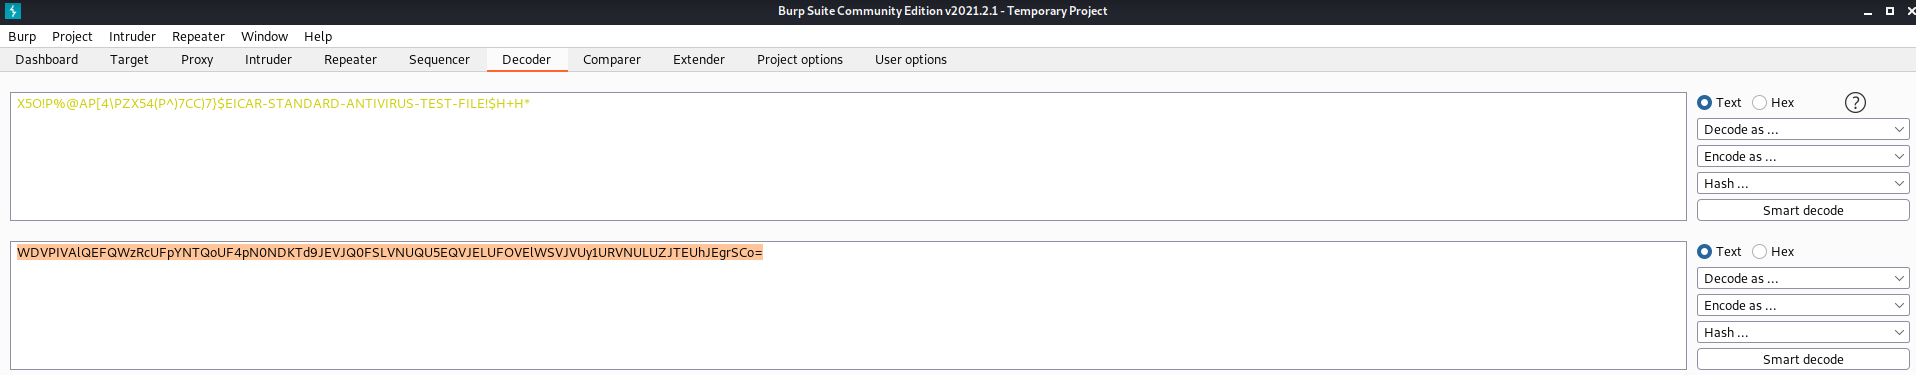 Burp Suite Community Edition v2021.2.1 - Temporary Project
Burp Project Intruder Repeater Window Help
Dashboard Target Proxy Intruder Repeater Sequencer Decoder Comparer Extender Project options User options
X5O!P%@AP[4\PZX54(P^)7CC)7}$EICAR-STANDARD-ANTIVIRUS-TEST-FILE!$H+H*
Text Hex ?
Decode as ...
Encode as ...
Hash ...
Smart decode
WDVPIVAlQEFQWzRcUFpYNTQoUF4pN0NDKTd9JEVJQ0FSLVNUQU5EQVJELUFOVElWSVJVUy1URVNULUZJTEUhJEgrSCo=
Text Hex
Decode as ...
Encode as ...
Hash ...
Smart decode